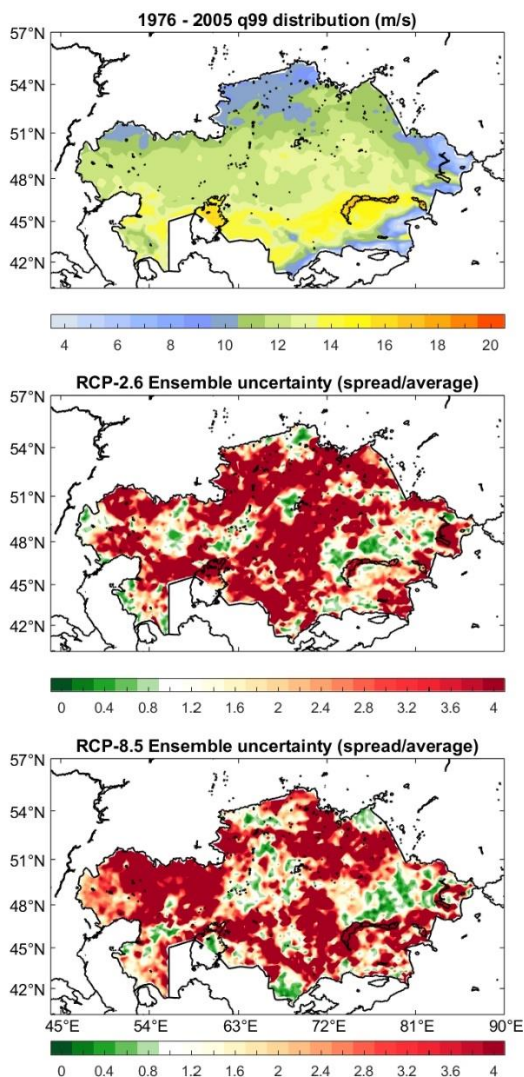 1976 - 2005 q99 distribution (m/s)
57°N
54°N
51°N
48°N
45°N
42°N
4 6 8 10 12 14 16 18 20
RCP-2.6 Ensemble uncertainty (spread/average)
57°N
54°N
51°N
48°N
45°N
42°N
0 0.4 0.8 1.2 1.6 2 2.4 2.8 3.2 3.6 4
RCP-8.5 Ensemble uncertainty (spread/average)
57°N
54°N
51°N
48°N
45°N
42°N
45°E 54°E 63°E 72°E 81°E 90°E
0 0.4 0.8 1.2 1.6 2 2.4 2.8 3.2 3.6 4